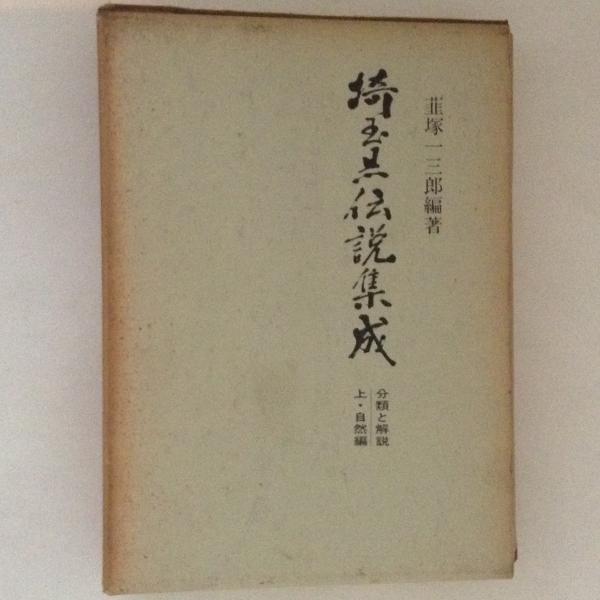 韮塚一三郎編著
埼玉県伝説集成
分類と解説
上・自然編